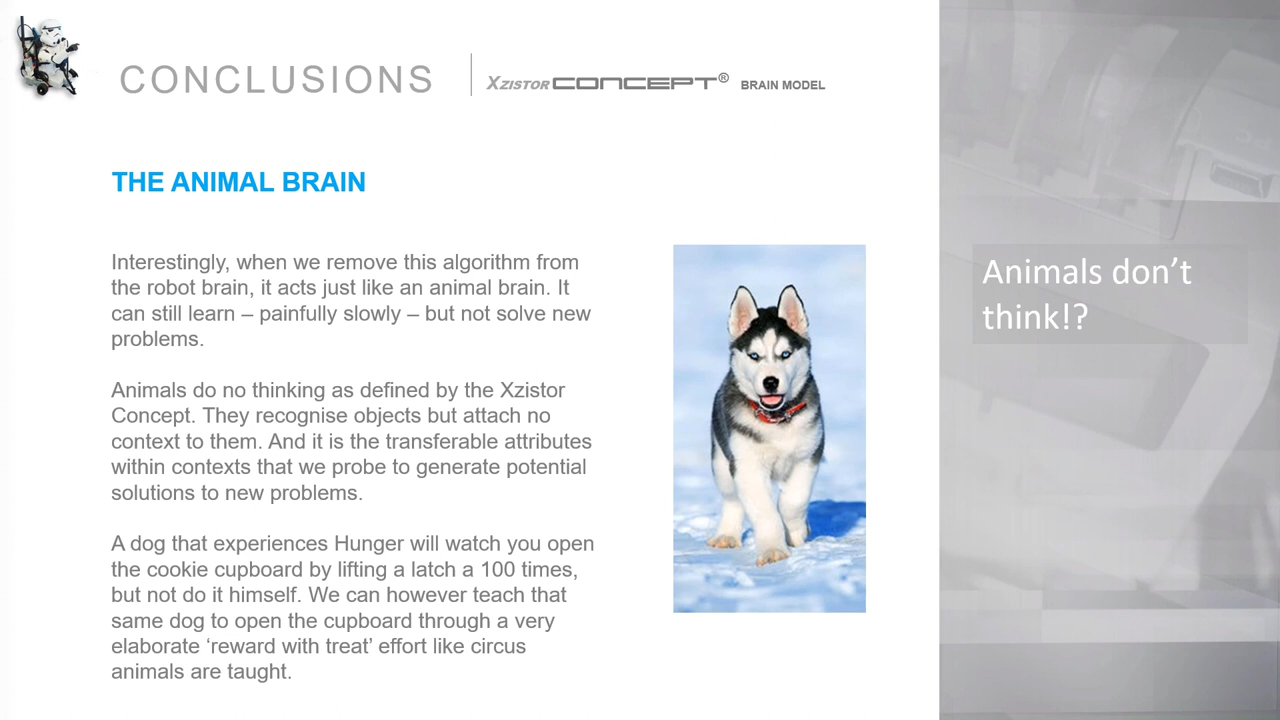 CONCLUSIONS
XZISTOR CONCEPT® BRAIN MODEL
THE ANIMAL BRAIN
Interestingly, when we remove this algorithm from
the robot brain, it acts just like an animal brain. It
can still learn – painfully slowly – but not solve new
problems.
Animals do no thinking as defined by the Xzistor
Concept. They recognise objects but attach no
context to them. And it is the transferable attributes
within contexts that we probe to generate potential
solutions to new problems.
A dog that experiences Hunger will watch you open
the cookie cupboard by lifting a latch a 100 times,
but not do it himself. We can however teach that
same dog to open the cupboard through a very
elaborate ‘reward with treat’ effort like circus
animals are taught.
Animals don’t
think!?